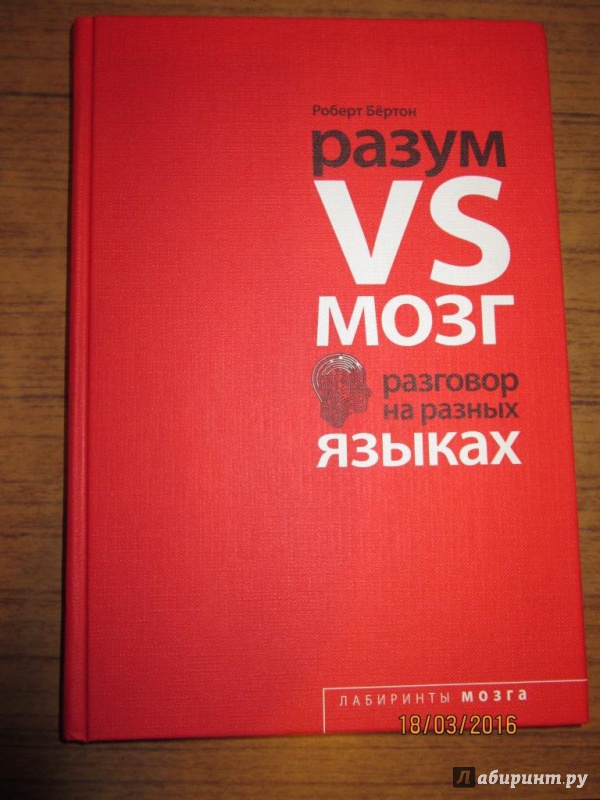 Роберт Бёртон
разум
VS
мозг
разговор
на разных
языках
ЛАБИРИНТЫ мозга
18/03/2016
Лабиринт.ру